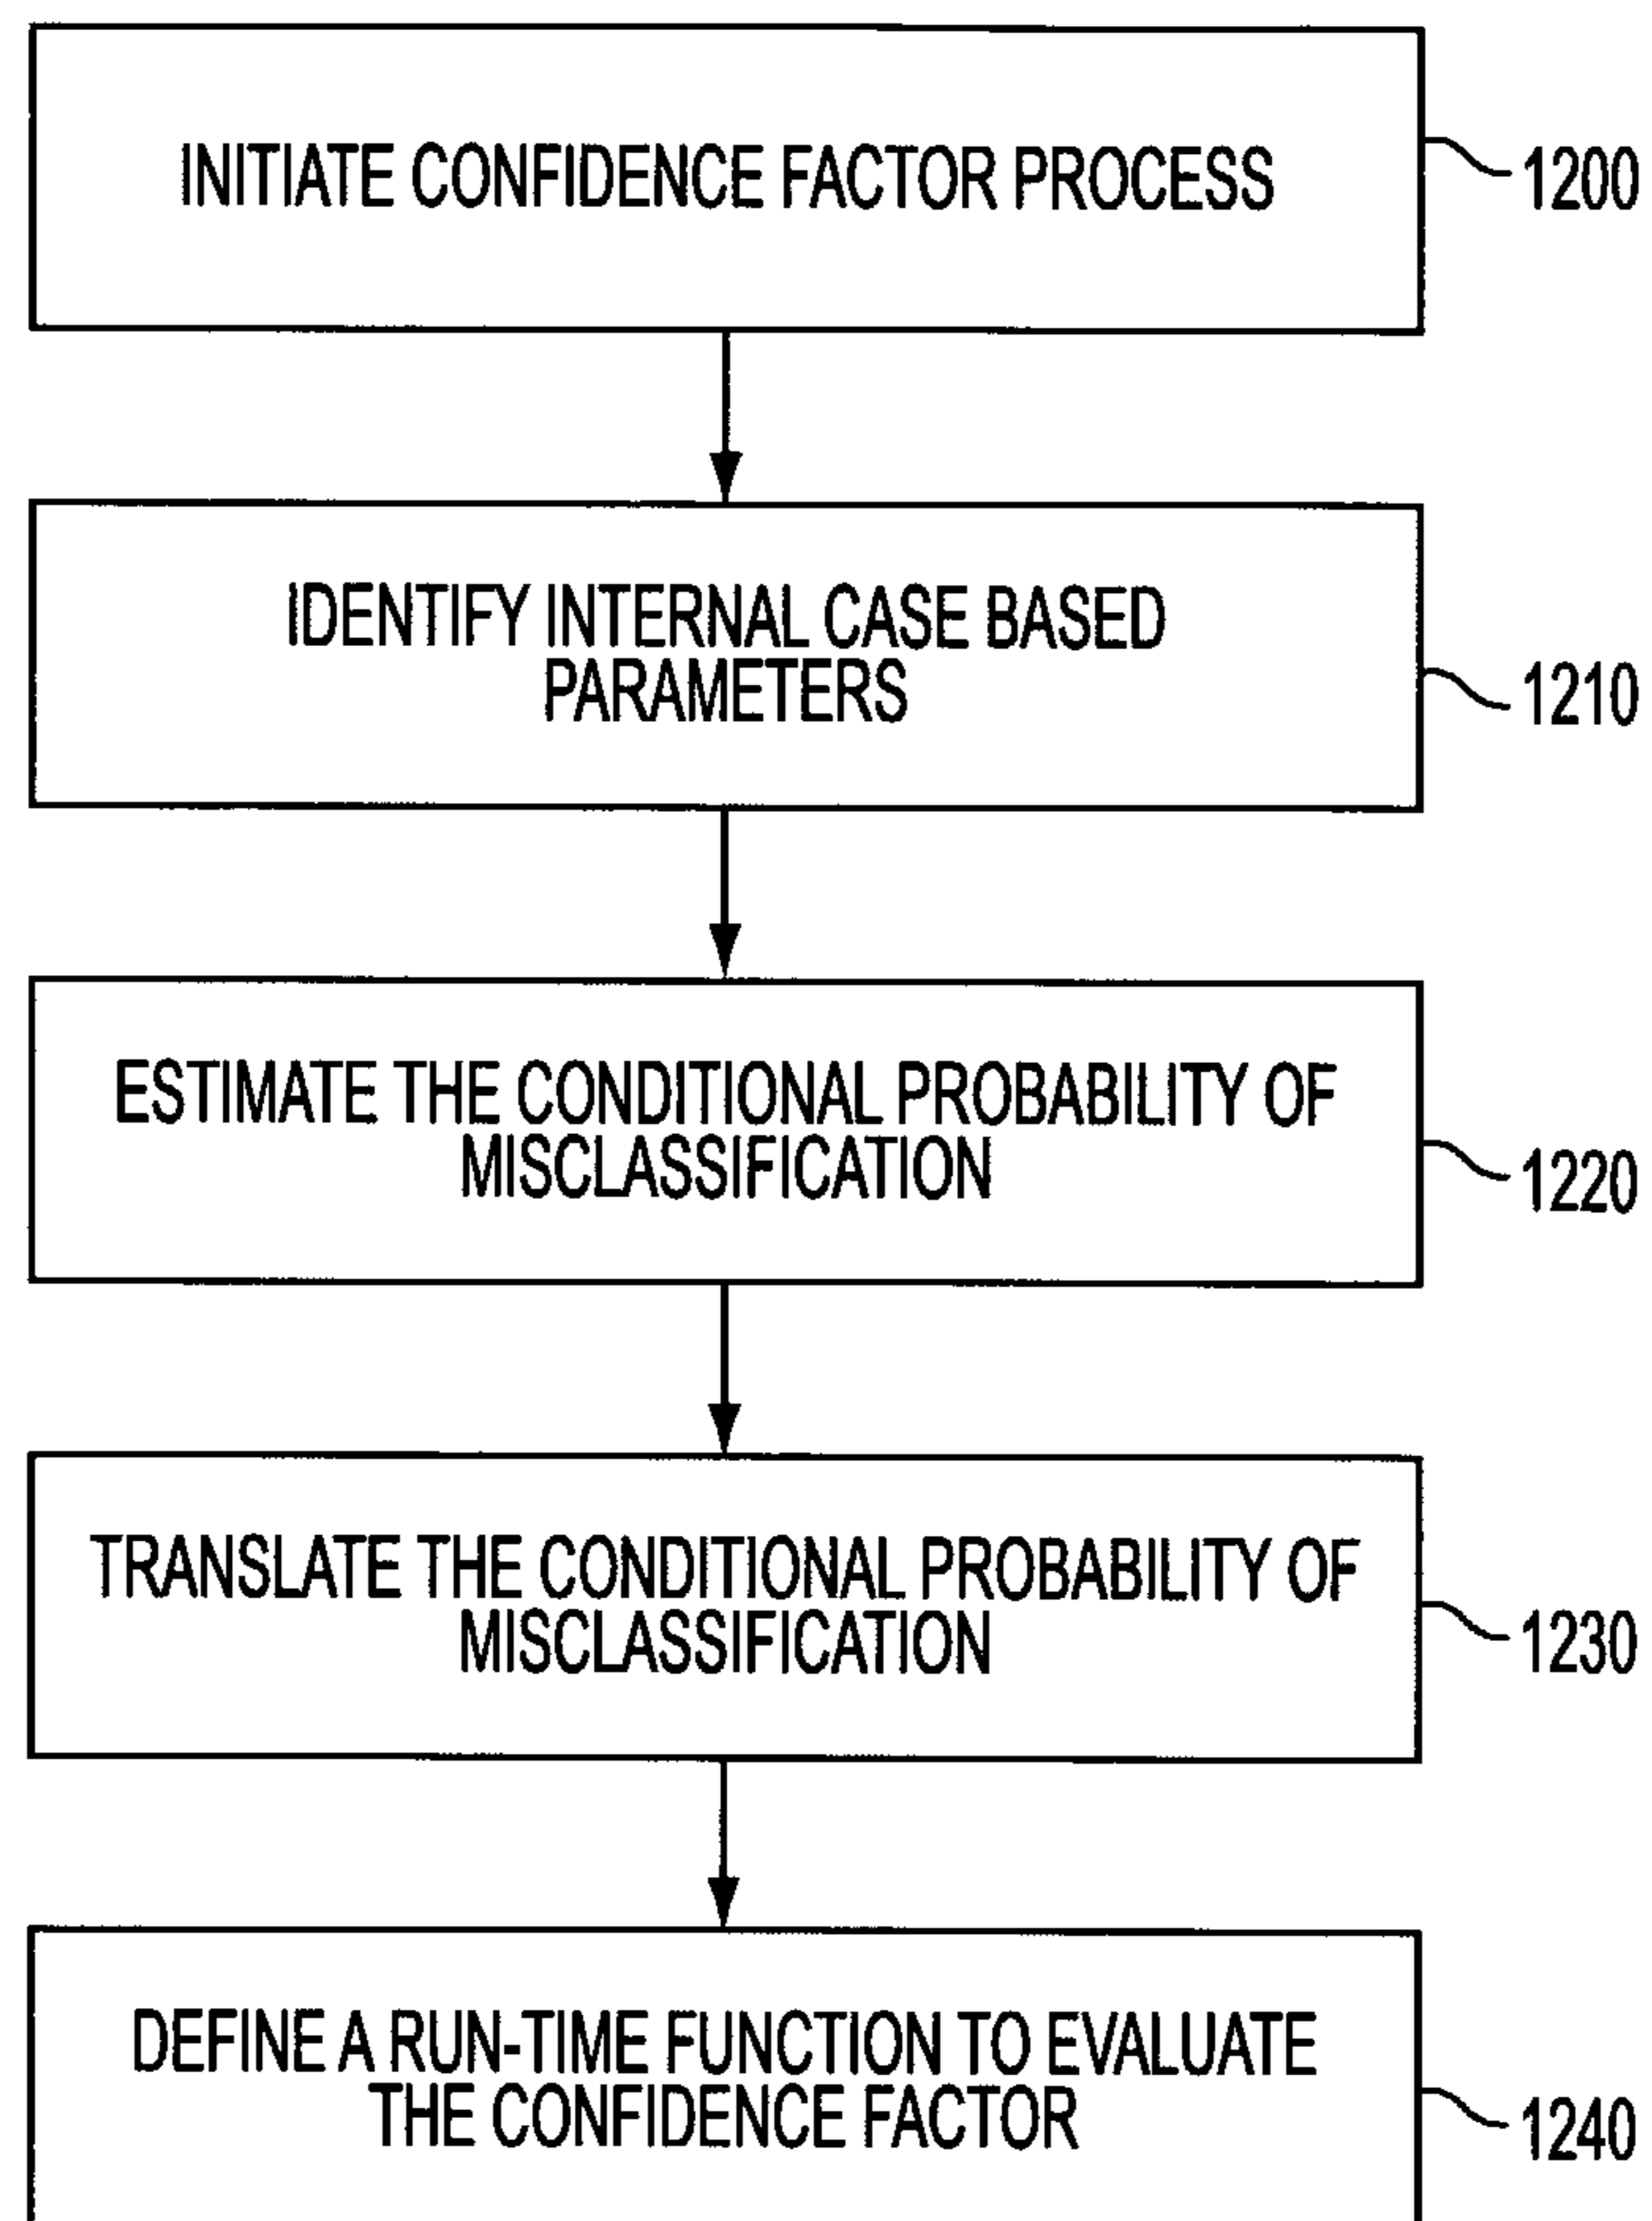 INITIATE CONFIDENCE FACTOR PROCESS
1200
IDENTIFY INTERNAL CASE BASED
PARAMETERS
1210
ESTIMATE THE CONDITIONAL PROBABILITY OF
MISCLASSIFICATION
1220
TRANSLATE THE CONDITIONAL PROBABILITY OF
MISCLASSIFICATION
1230
DEFINE A RUN-TIME FUNCTION TO EVALUATE
THE CONFIDENCE FACTOR
1240